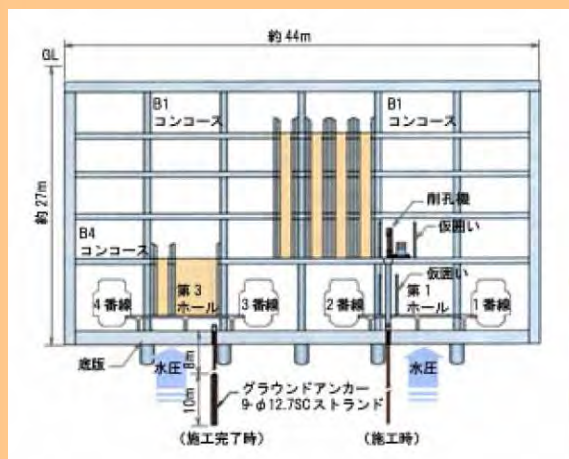 約44m
GL
B1
コンコース
B1
コンコース
約27m
削孔機
仮囲い
B4
コンコース
仮囲い
4番線
第3
ホール
3番線
2番線
第1
ホール
1番線
底版
水圧
8m
水圧
10m
グラウンドアンカー
9-φ12.7SCストランド
(施工完了時)
(施工時)